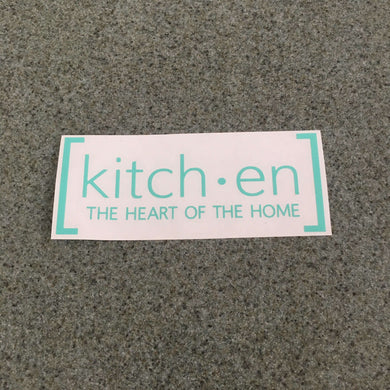 [kitch·en]
THE HEART OF THE HOME